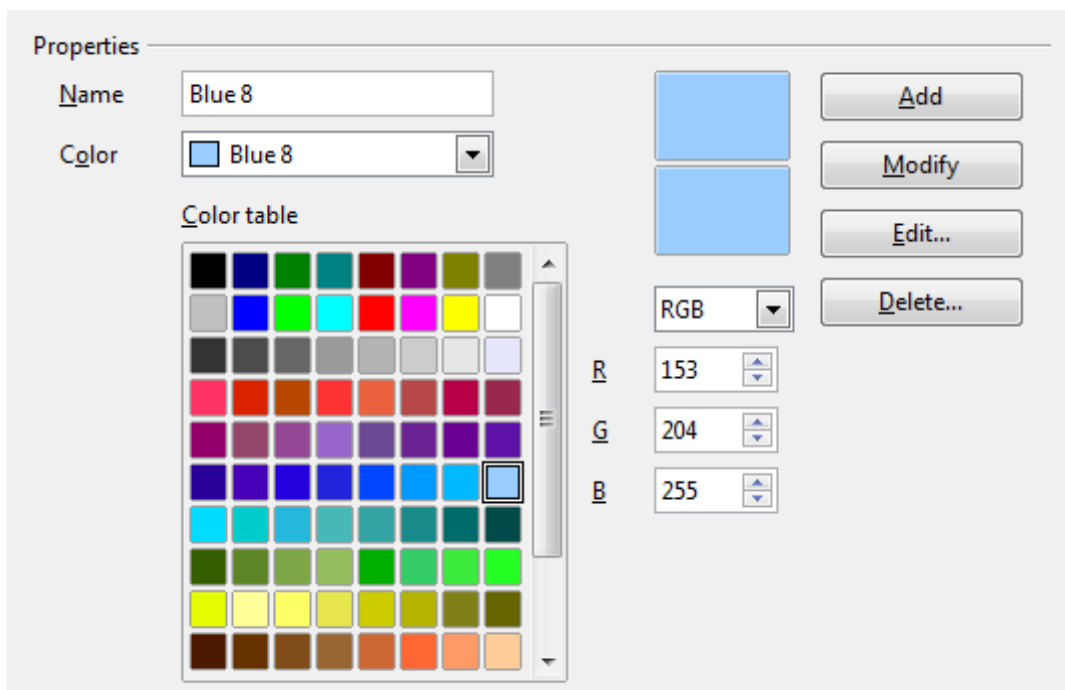 Properties
Name Blue 8 Add
Color Blue 8 Modify
Color table Edit...
RGB Delete...
R 153
G 204
B 255